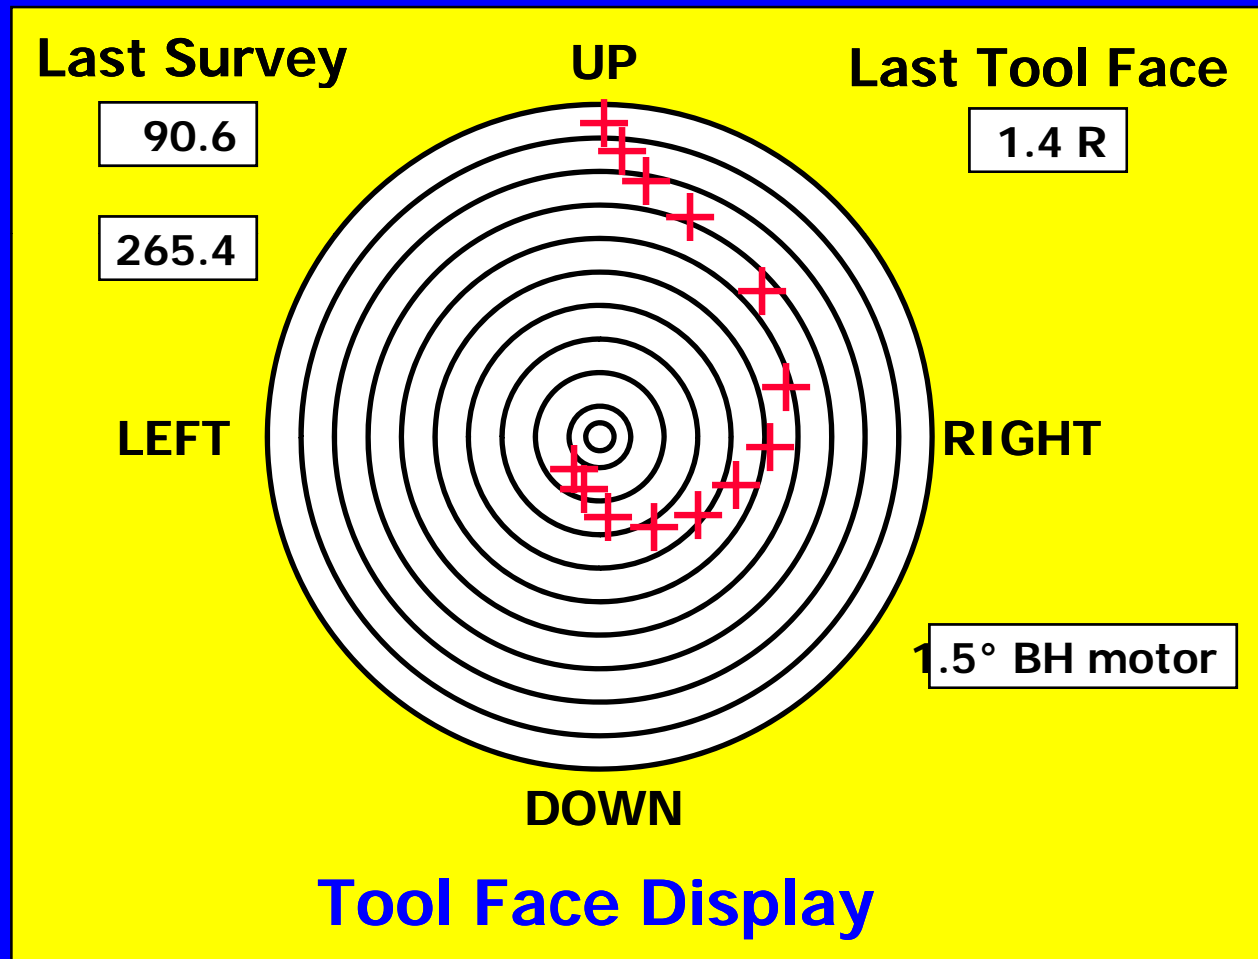 Last Survey
UP
Last Tool Face
90.6
1.4 R
265.4
LEFT
RIGHT
1.5° BH motor
DOWN
Tool Face Display